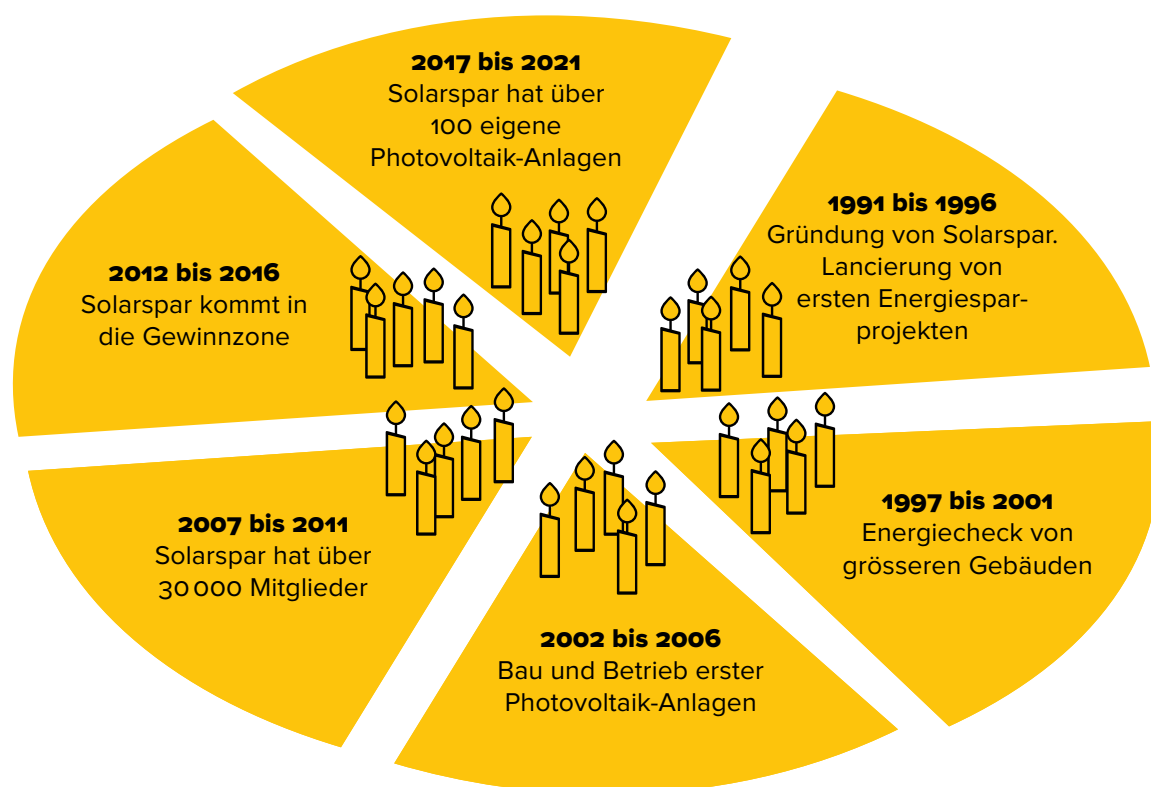 2017 bis 2021
Solarspar hat über
100 eigene
Photovoltaik-Anlagen
1991 bis 1996
Gründung von Solarspar.
Lancierung von
ersten Energiespar-
projekten
2012 bis 2016
Solarspar kommt in
die Gewinnzone
1997 bis 2001
Energiecheck von
grösseren Gebäuden
2007 bis 2011
Solarspar hat über
30 000 Mitglieder
2002 bis 2006
Bau und Betrieb erster
Photovoltaik-Anlagen